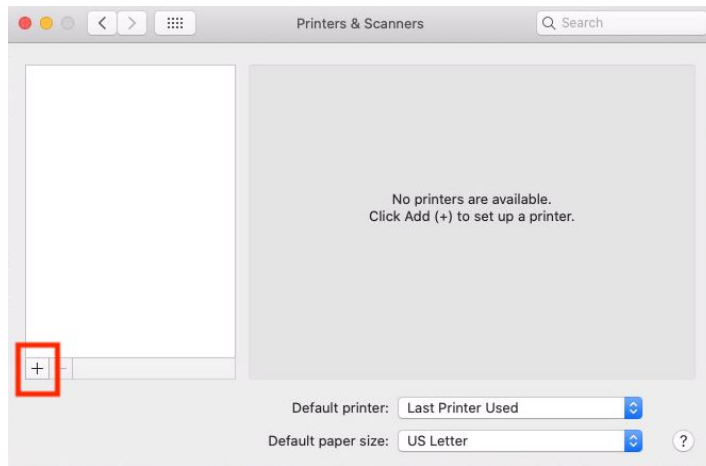 Printers & Scanners
Search
No printers are available.
Click Add (+) to set up a printer.
+ −
Default printer: Last Printer Used
Default paper size: US Letter
?